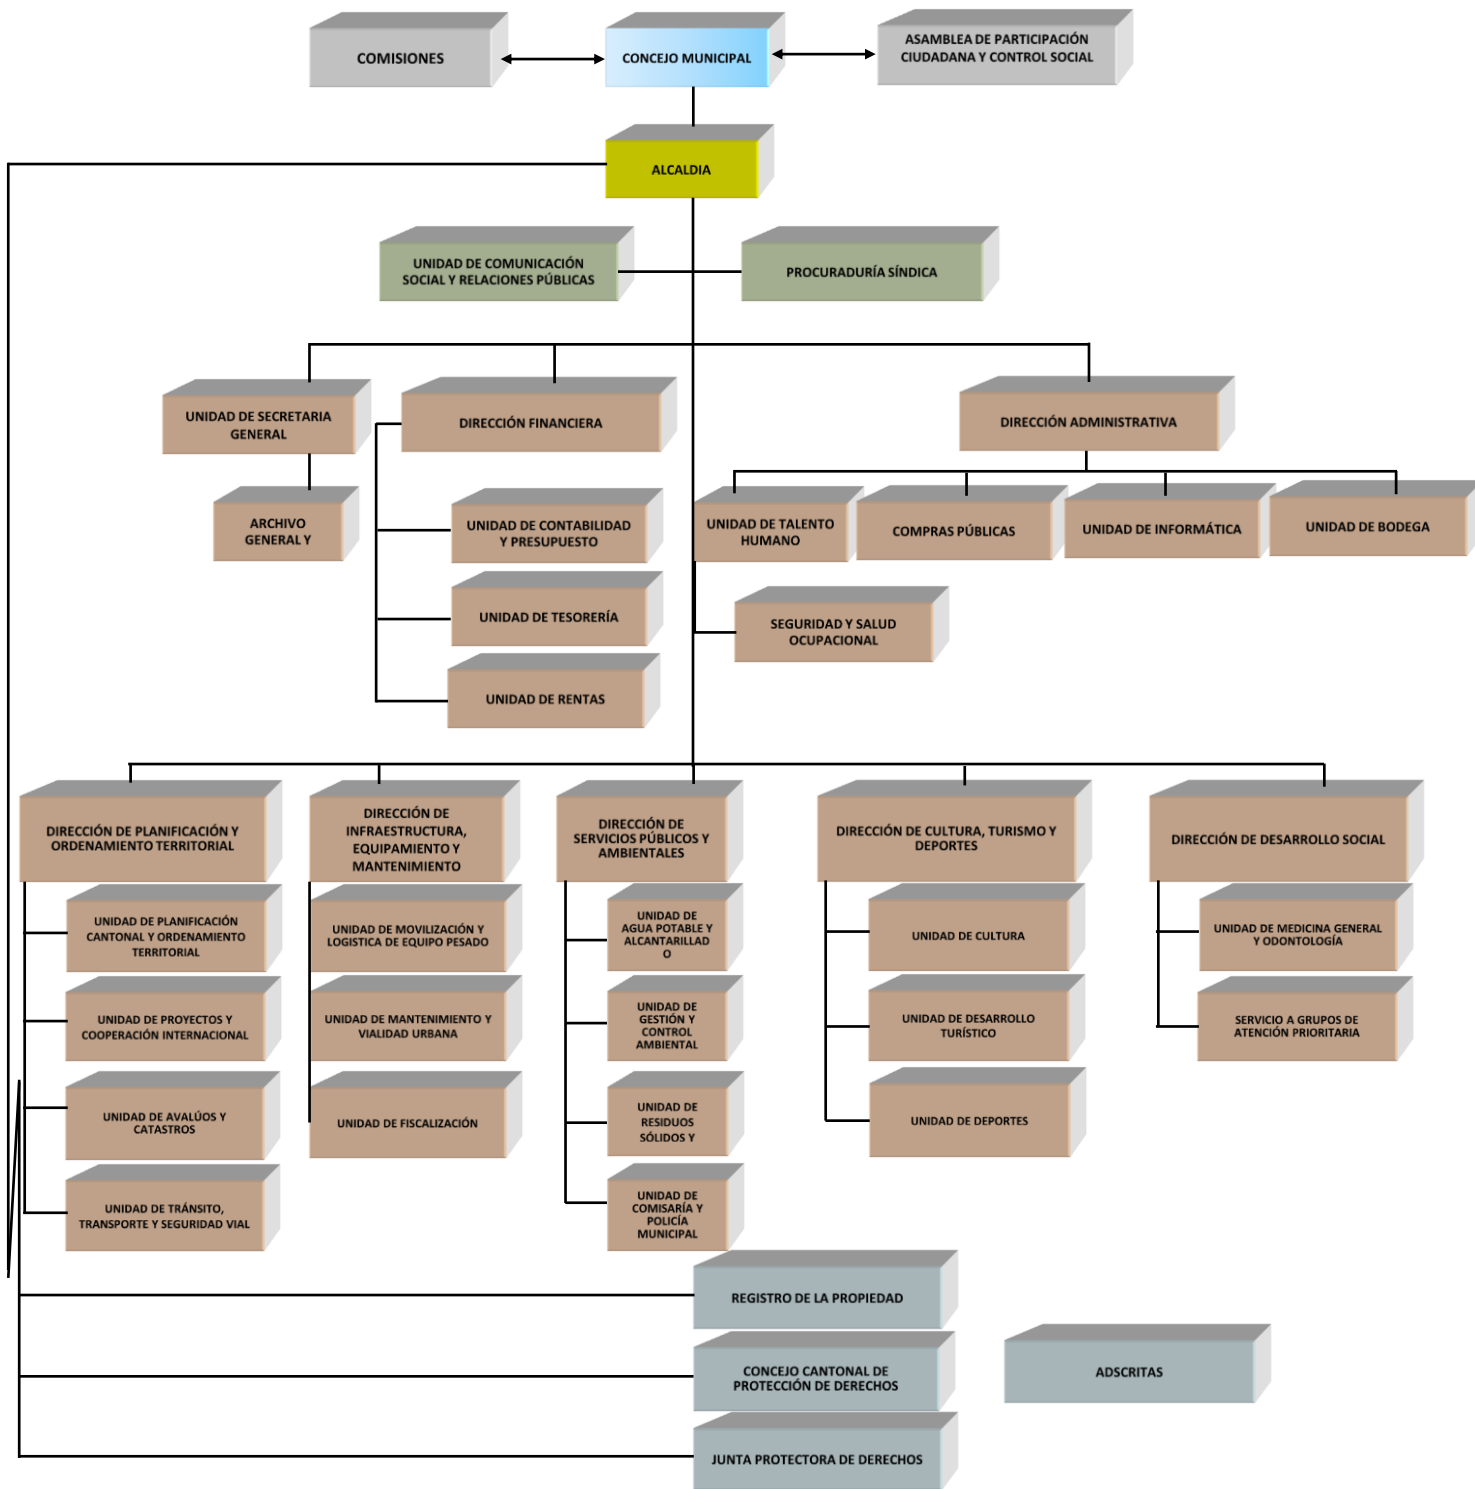 COMISIONES
CONCEJO MUNICIPAL
ASAMBLEA DE PARTICIPACIÓN
CIUDADANA Y CONTROL SOCIAL
ALCALDIA
UNIDAD DE COMUNICACIÓN
SOCIAL Y RELACIONES PÚBLICAS
PROCURADURÍA SÍNDICA
UNIDAD DE SECRETARIA
GENERAL
DIRECCIÓN FINANCIERA
DIRECCIÓN ADMINISTRATIVA
ARCHIVO
GENERAL Y
UNIDAD DE CONTABILIDAD
Y PRESUPUESTO
UNIDAD DE TESORERÍA
UNIDAD DE RENTAS
UNIDAD DE TALENTO
HUMANO
COMPRAS PÚBLICAS
UNIDAD DE INFORMÁTICA
UNIDAD DE BODEGA
SEGURIDAD Y SALUD
OCUPACIONAL
DIRECCIÓN DE PLANIFICACIÓN Y
ORDENAMIENTO TERRITORIAL
UNIDAD DE PLANIFICACIÓN
CANTONAL Y ORDENAMIENTO
TERRITORIAL
UNIDAD DE PROYECTOS Y
COOPERACIÓN INTERNACIONAL
UNIDAD DE AVALÚOS Y
CATASTROS
UNIDAD DE TRÁNSITO,
TRANSPORTE Y SEGURIDAD VIAL
DIRECCIÓN DE
INFRAESTRUCTURA,
EQUIPAMIENTO Y
MANTENIMIENTO
UNIDAD DE MOVILIZACIÓN Y
LOGISTICA DE EQUIPO PESADO
UNIDAD DE MANTENIMIENTO Y
VIALIDAD URBANA
UNIDAD DE FISCALIZACIÓN
DIRECCIÓN DE
SERVICIOS PÚBLICOS Y
AMBIENTALES
UNIDAD DE
AGUA POTABLE Y
ALCANTARILLAD
O
UNIDAD DE
GESTIÓN Y
CONTROL
AMBIENTAL
UNIDAD DE
RESIDUOS
SÓLIDOS Y
UNIDAD DE
COMISARÍA Y
POLICÍA
MUNICIPAL
DIRECCIÓN DE CULTURA, TURISMO Y
DEPORTES
UNIDAD DE CULTURA
UNIDAD DE DESARROLLO
TURÍSTICO
UNIDAD DE DEPORTES
DIRECCIÓN DE DESARROLLO SOCIAL
UNIDAD DE MEDICINA GENERAL
Y ODONTOLOGÍA
SERVICIO A GRUPOS DE
ATENCIÓN PRIORITARIA
REGISTRO DE LA PROPIEDAD
CONCEJO CANTONAL DE
PROTECCIÓN DE DERECHOS
ADSCRITAS
JUNTA PROTECTORA DE DERECHOS